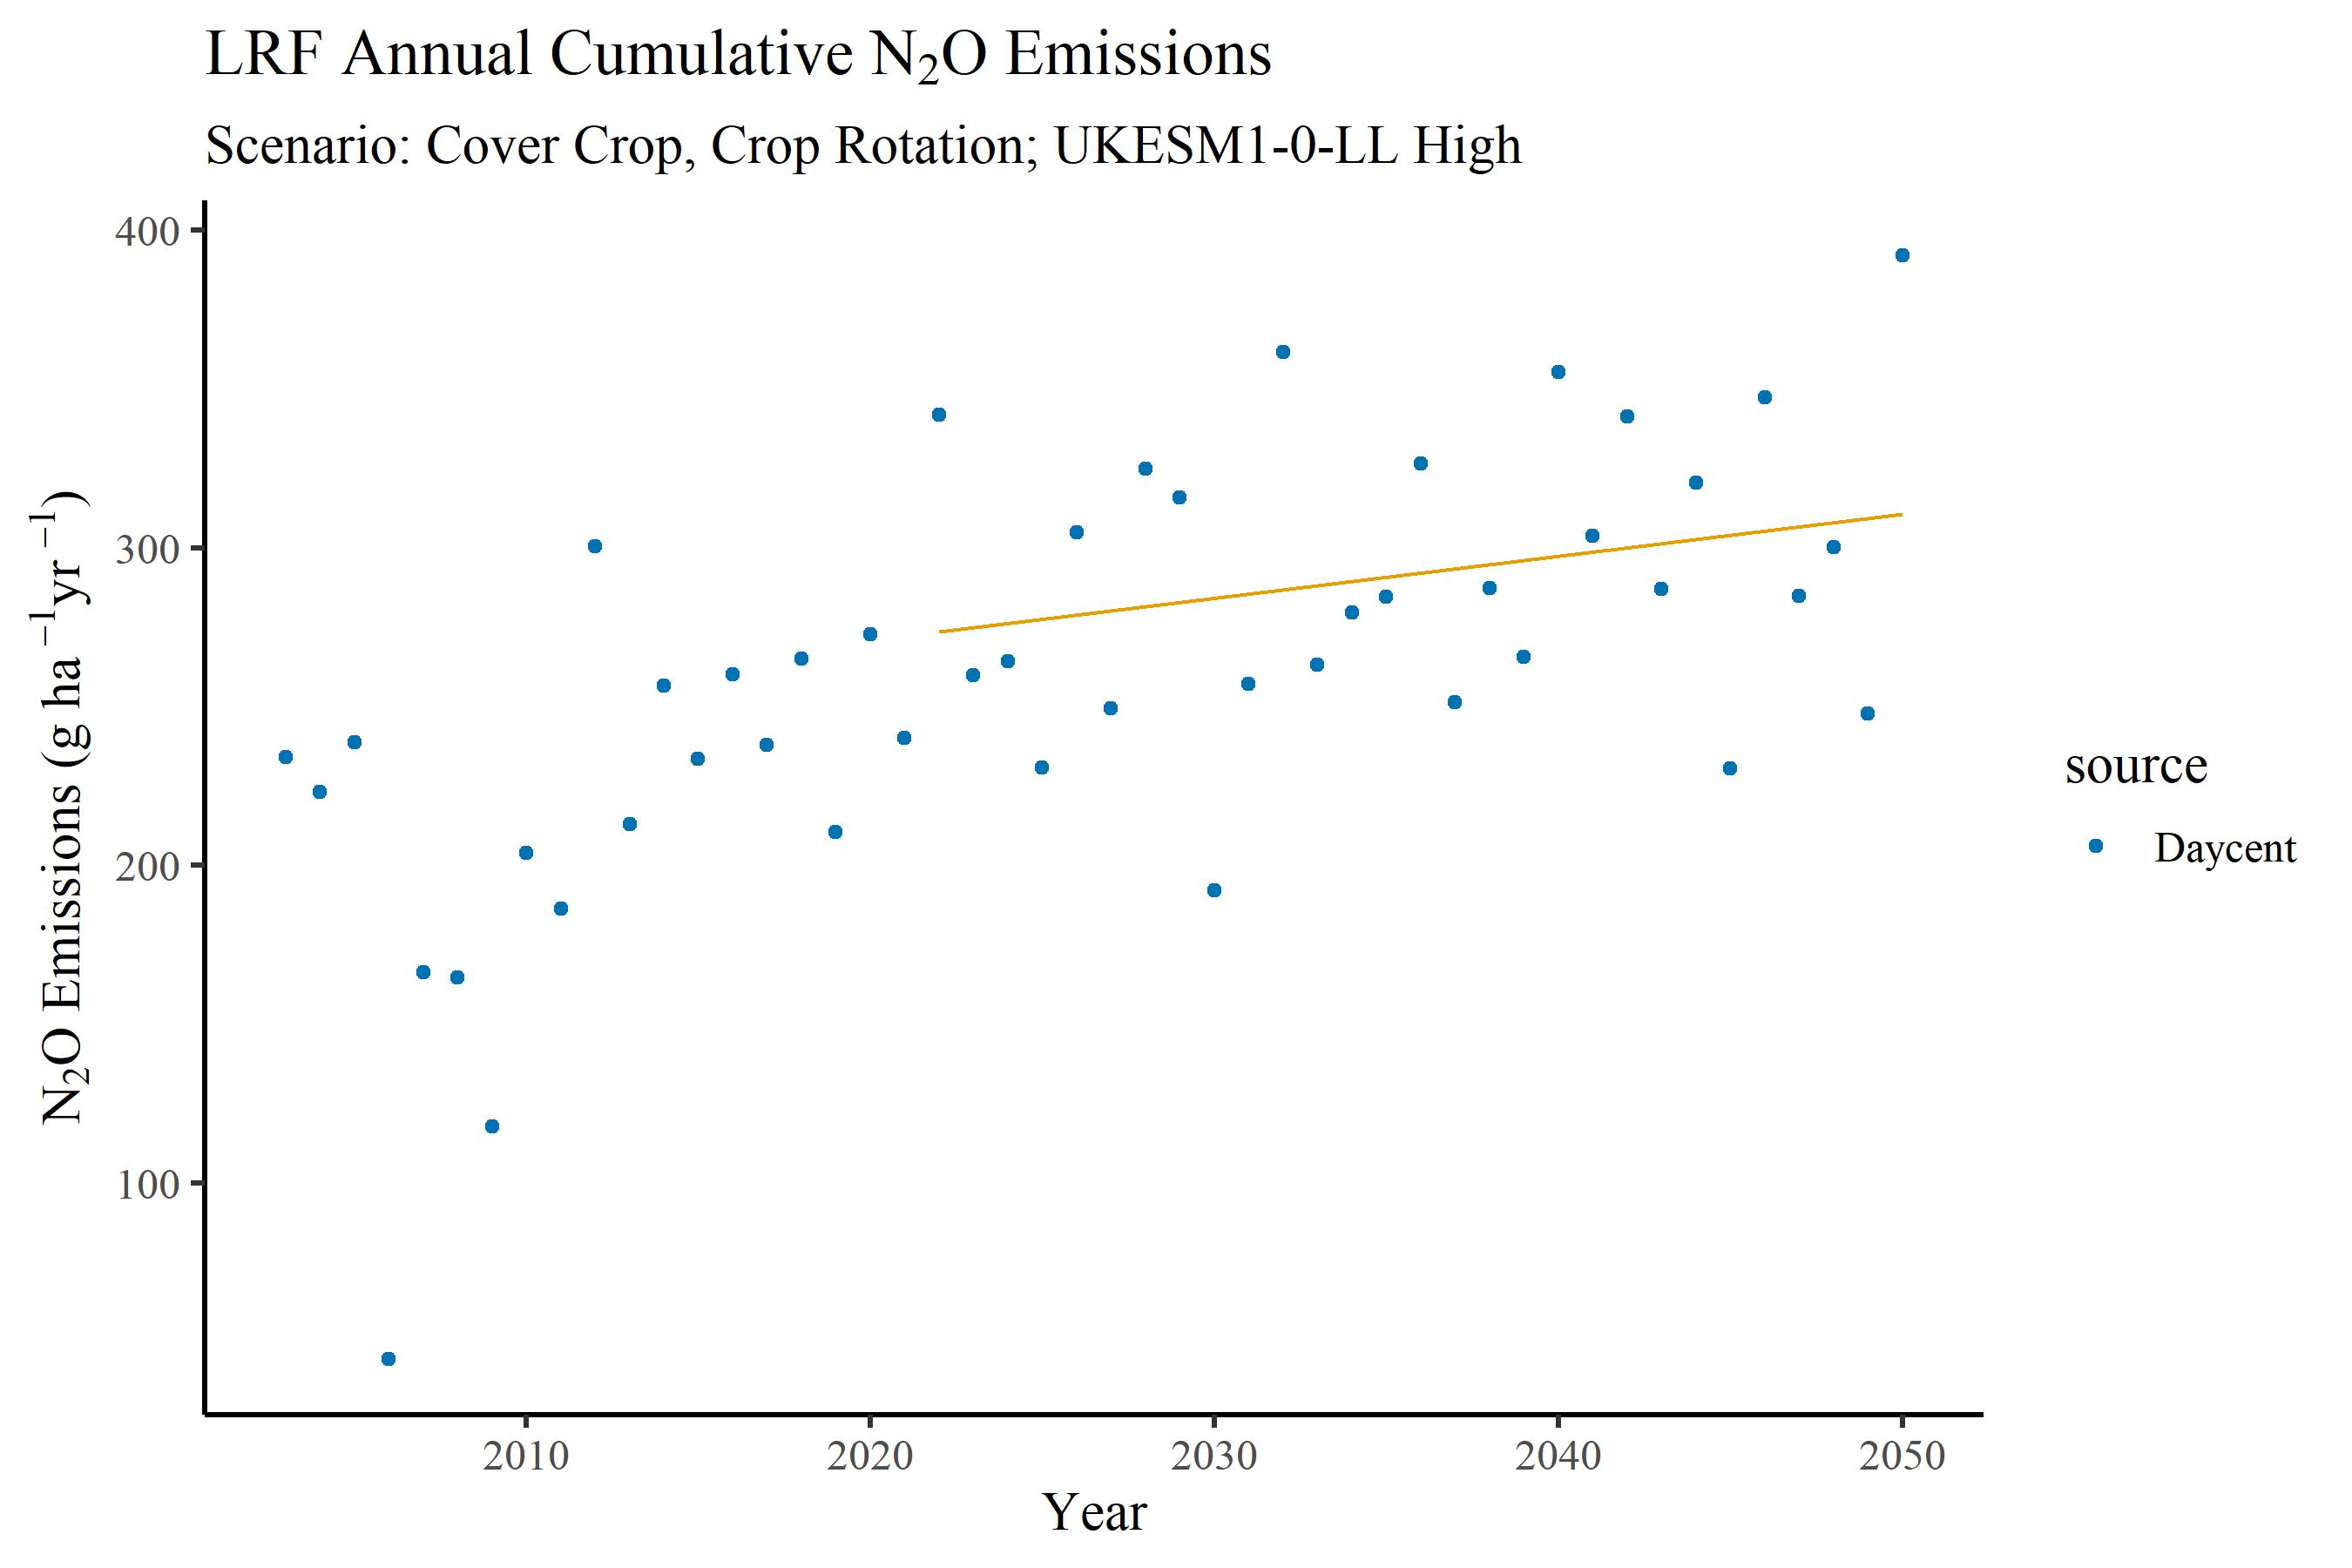 LRF Annual Cumulative N₂O Emissions
Scenario: Cover Crop, Crop Rotation; UKESM1-0-LL High
N₂O Emissions (g ha⁻¹yr⁻¹)
400
300
200
100
2010
2020
2030
2040
2050
Year
source
Daycent